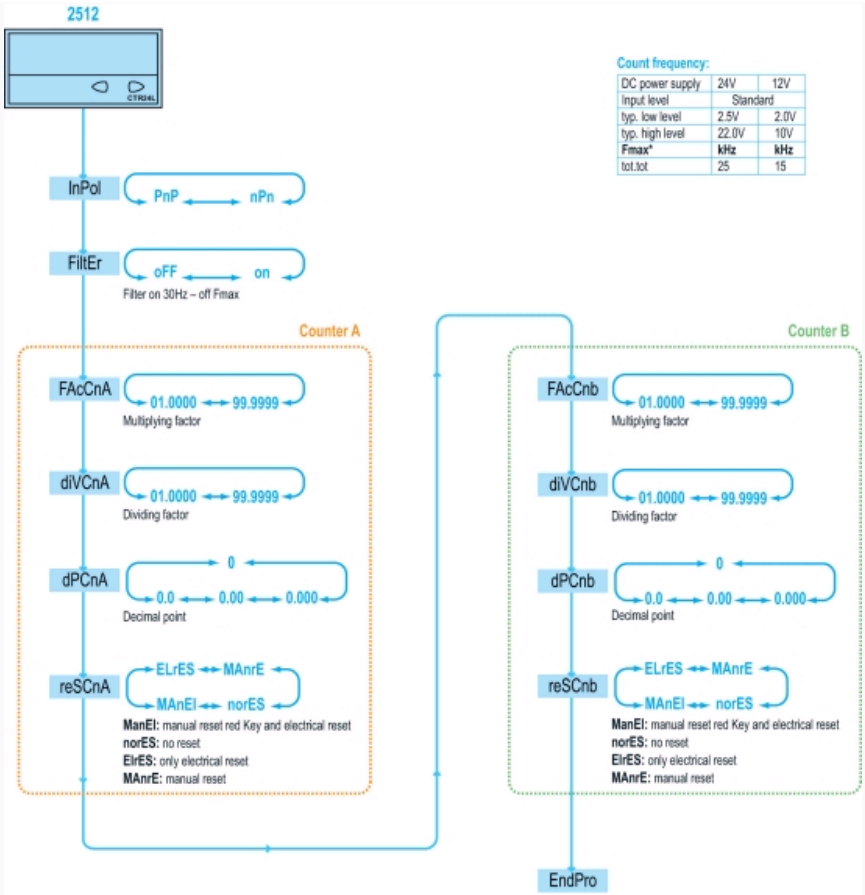 2512
CTR24L
Count frequency:
DC power supply 24V 12V
Input level Standard
typ. low level 2.5V 2.0V
typ. high level 22.0V 10V
Fmax* kHz kHz
tot.tot 25 15
InPol
PnP nPn
FiltEr
oFF on
Filter on 30Hz – off Fmax
Counter A
FAcCnA
01.0000 99.9999
Multiplying factor
diVCnA
01.0000 99.9999
Dividing factor
dPCnA
0
0.0 0.00 0.000
Decimal point
reSCnA
ELrES MAnrE
MAnEl norES
ManEl: manual reset red Key and electrical reset
norES: no reset
ElrES: only electrical reset
MAnrE: manual reset
Counter B
FAcCnb
01.0000 99.9999
Multiplying factor
diVCnb
01.0000 99.9999
Dividing factor
dPCnb
0
0.0 0.00 0.000
Decimal point
reSCnb
ELrES MAnrE
MAnEl norES
ManEl: manual reset red Key and electrical reset
norES: no reset
ElrES: only electrical reset
MAnrE: manual reset
EndPro